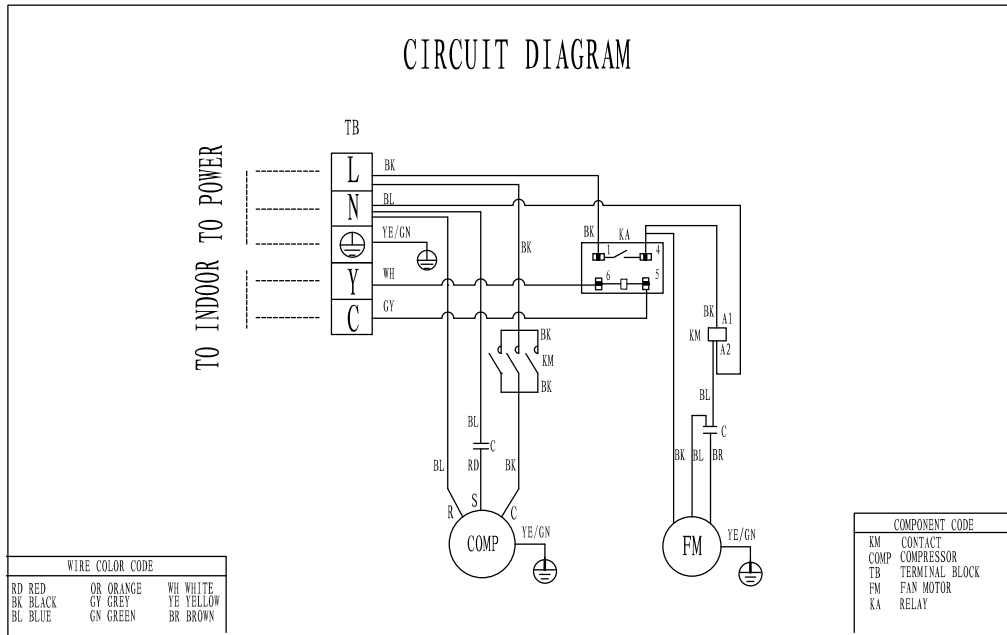 CIRCUIT DIAGRAM
TB
TO INDOOR TO POWER
L
N
Y
C
BK
BL
YE/GN
WH
GY
BK
BK
KA
1
4
6
5
BK
KM
BK
BK
A1
KM
A2
BL
C
BL
C
RD
BL
BK
BK
BL
BR
R
S
C
COMP
YE/GN
FM
YE/GN
WIRE COLOR CODE
RD RED OR ORANGE WH WHITE
BK BLACK GY GREY YE YELLOW
BL BLUE GN GREEN BR BROWN
COMPONENT CODE
KM CONTACT
COMP COMPRESSOR
TB TERMINAL BLOCK
FM FAN MOTOR
KA RELAY